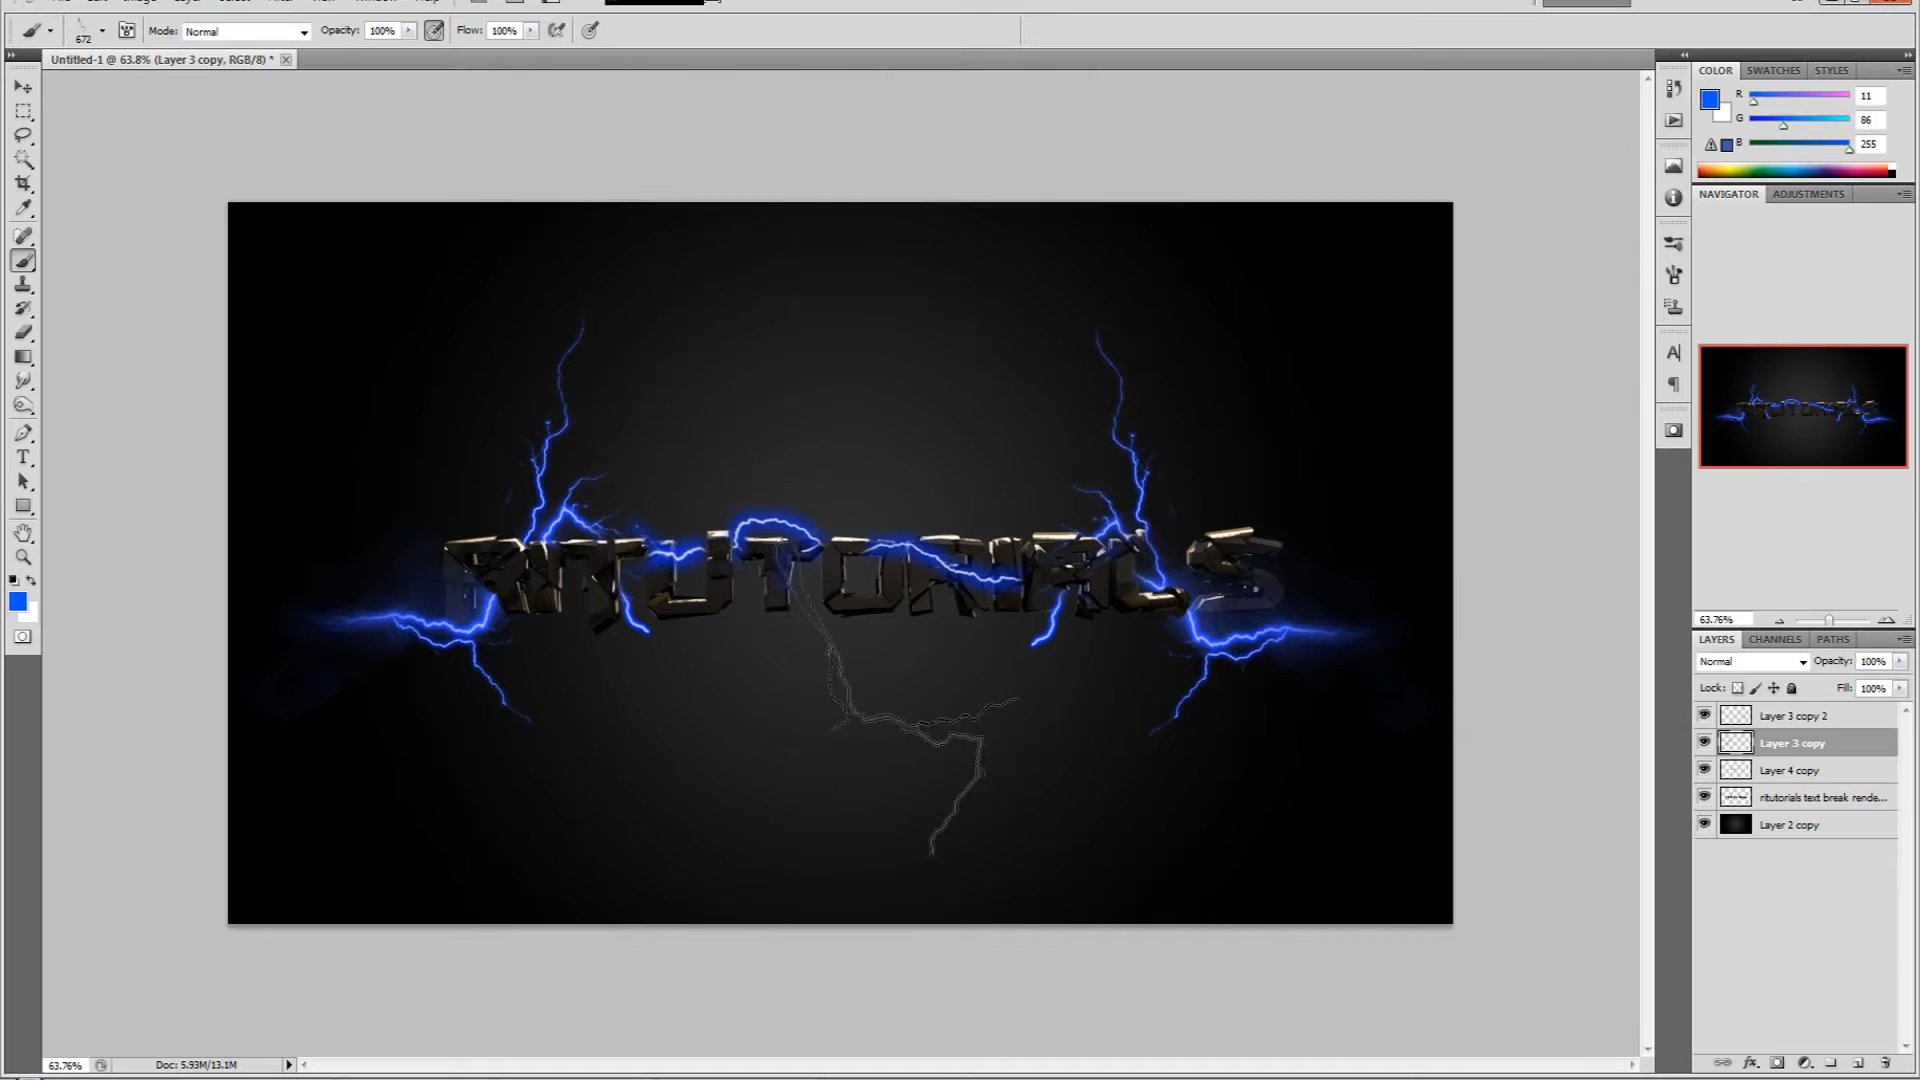 672
Mode: Normal
Opacity: 100%
Flow: 100%
Untitled-1 @ 63.8% (Layer 3 copy, RGB/8) *
COLOR SWATCHES STYLES
R 11
G 86
B 255
NAVIGATOR ADJUSTMENTS
RITUTORIALS
63.76%
LAYERS CHANNELS PATHS
Normal
Opacity: 100%
Lock:
Fill: 100%
Layer 3 copy 2
Layer 3 copy
Layer 4 copy
ritutorials text break rende...
Layer 2 copy
63.76%
Doc: 5.93M/13.1M